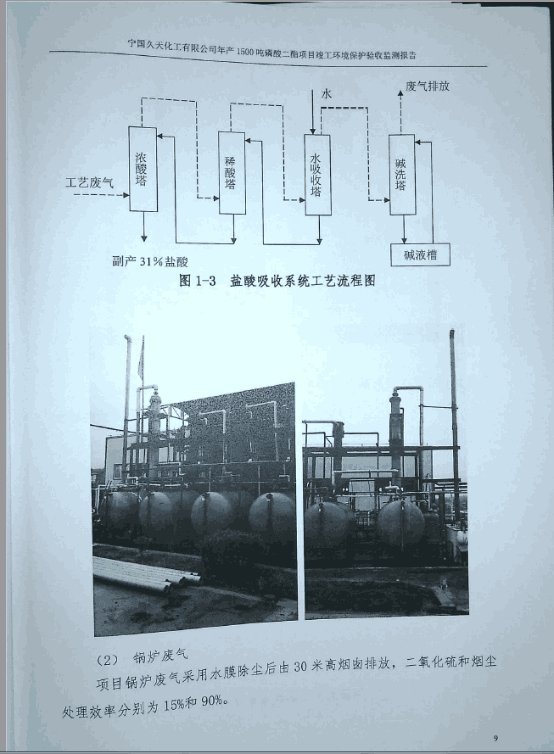 宁国久天化工有限公司年产1500吨磷酸二酯项目竣工环境保护验收监测报告
水
废气排放
浓酸塔
稀酸塔
水吸收塔
碱洗塔
工艺废气
副产31%盐酸
碱液槽
图1-3 盐酸吸收系统工艺流程图
（2） 锅炉废气
项目锅炉废气采用水膜除尘后由30米高烟囱排放，二氧化硫和烟尘
处理效率分别为15%和90%。
9